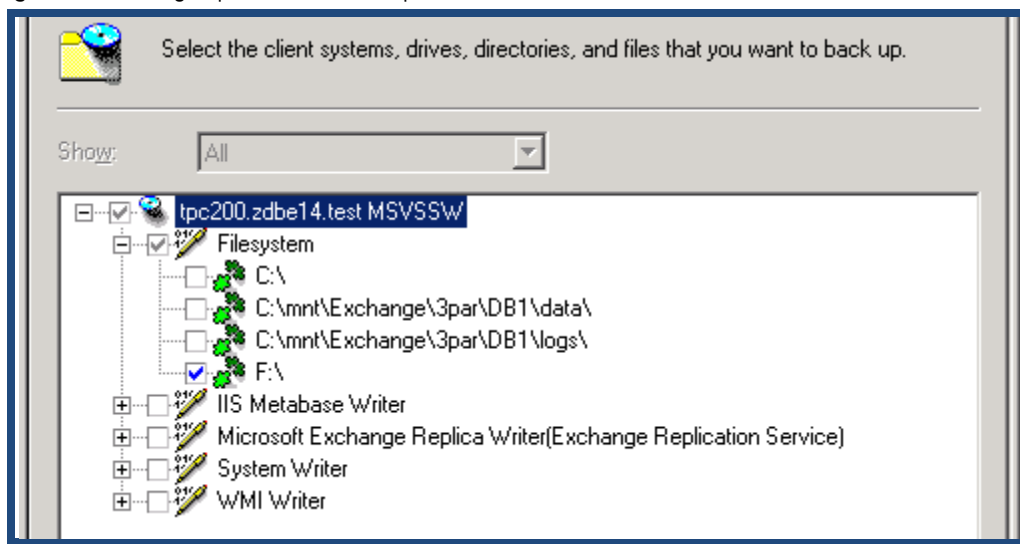 Select the client systems, drives, directories, and files that you want to back up.
Show:
All
tpc200.zdbe14.test MSVSSW
Filesystem
C:\
C:\mnt\Exchange\3par\DB1\data\
C:\mnt\Exchange\3par\DB1\logs\
F:\
IIS Metabase Writer
Microsoft Exchange Replica Writer(Exchange Replication Service)
System Writer
WMI Writer